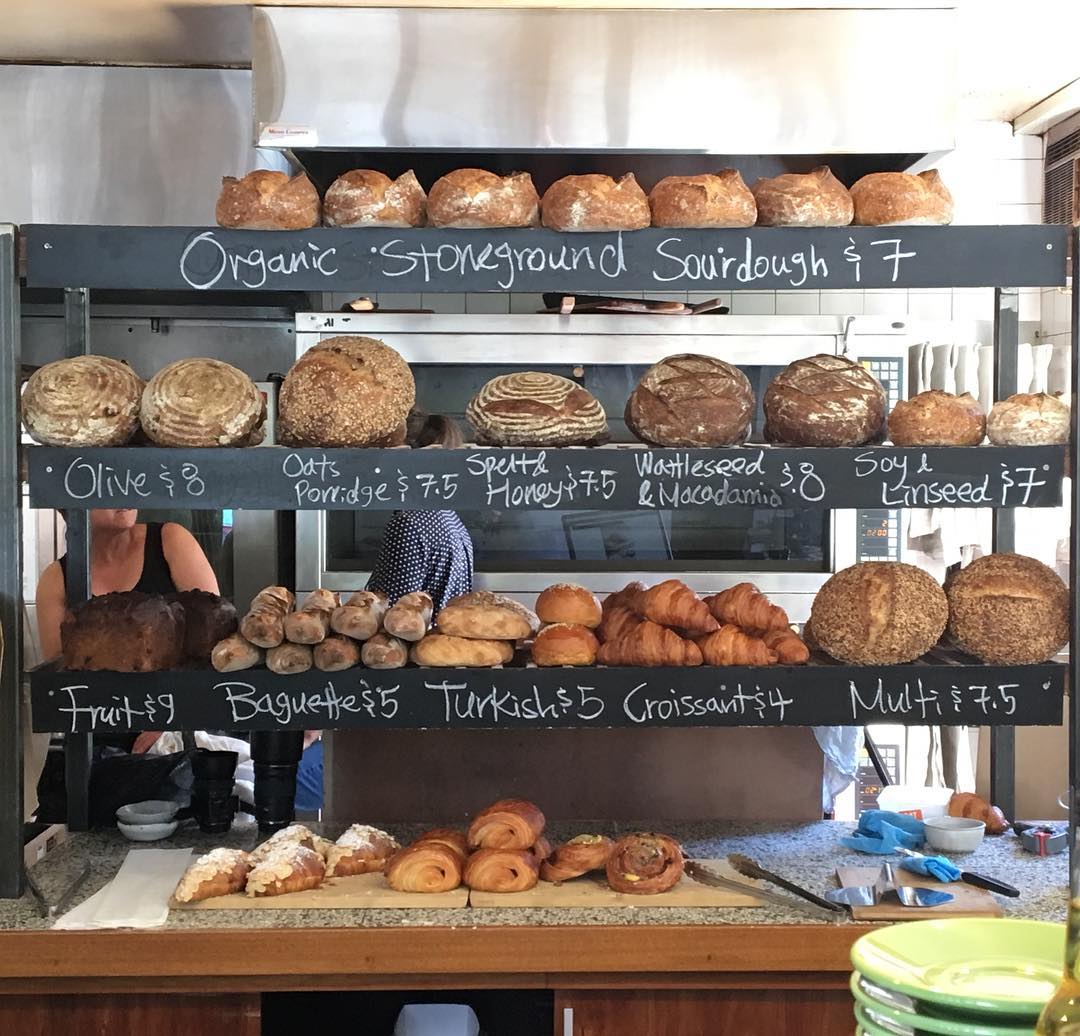 Organic Stoneground Sourdough $7
Olive $8
Oats
Porridge $7.5
Spelt &
Honey $7.5
Wattleseed
& Macadamia $8
Soy &
Linseed $7
Fruit $9
Baguette $5
Turkish $5
Croissant $4
Multi $7.5